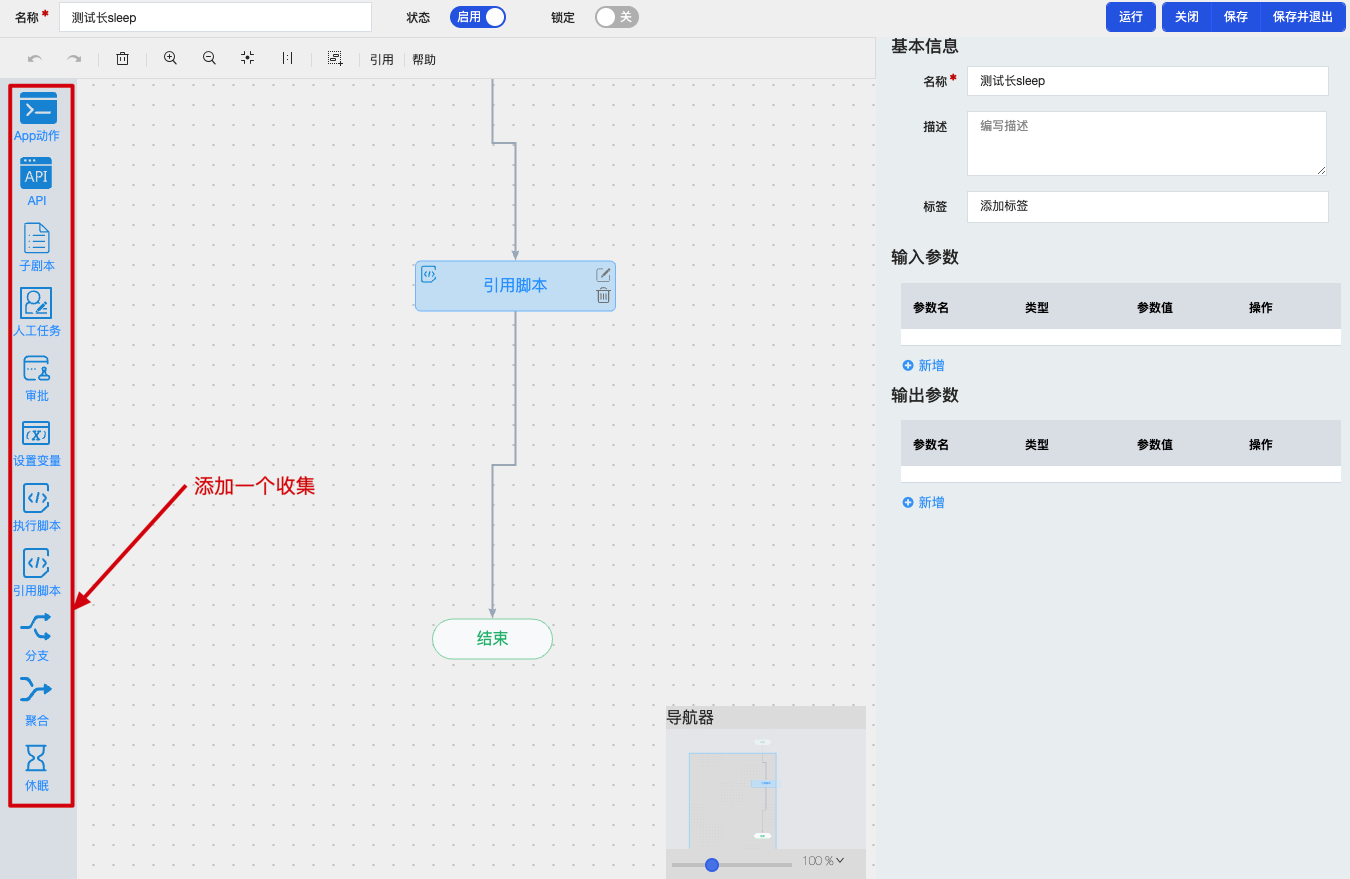 名称*
测试长sleep
状态
启用
锁定
关
运行
关闭
保存
保存并退出
引用
帮助
App动作
API
API
子剧本
人工任务
审批
(X)
设置变量
执行脚本
引用脚本
分支
聚合
休眠
添加一个收集
引用脚本
结束
导航器
100 %
基本信息
名称*
测试长sleep
描述
编写描述
标签
添加标签
输入参数
参数名 类型 参数值 操作
新增
输出参数
参数名 类型 参数值 操作
新增